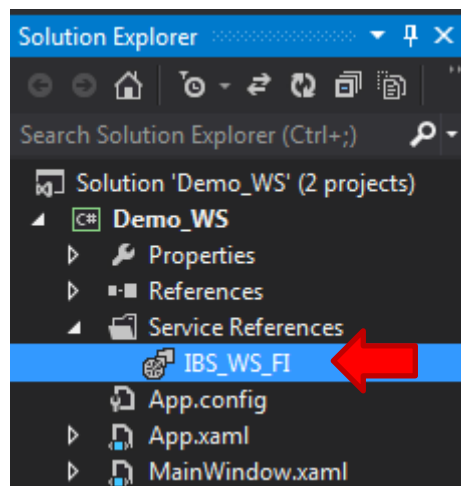 Solution Explorer
Search Solution Explorer (Ctrl+;)
Solution 'Demo_WS' (2 projects)
C# Demo_WS
Properties
References
Service References
IBS_WS_FI
App.config
App.xaml
MainWindow.xaml